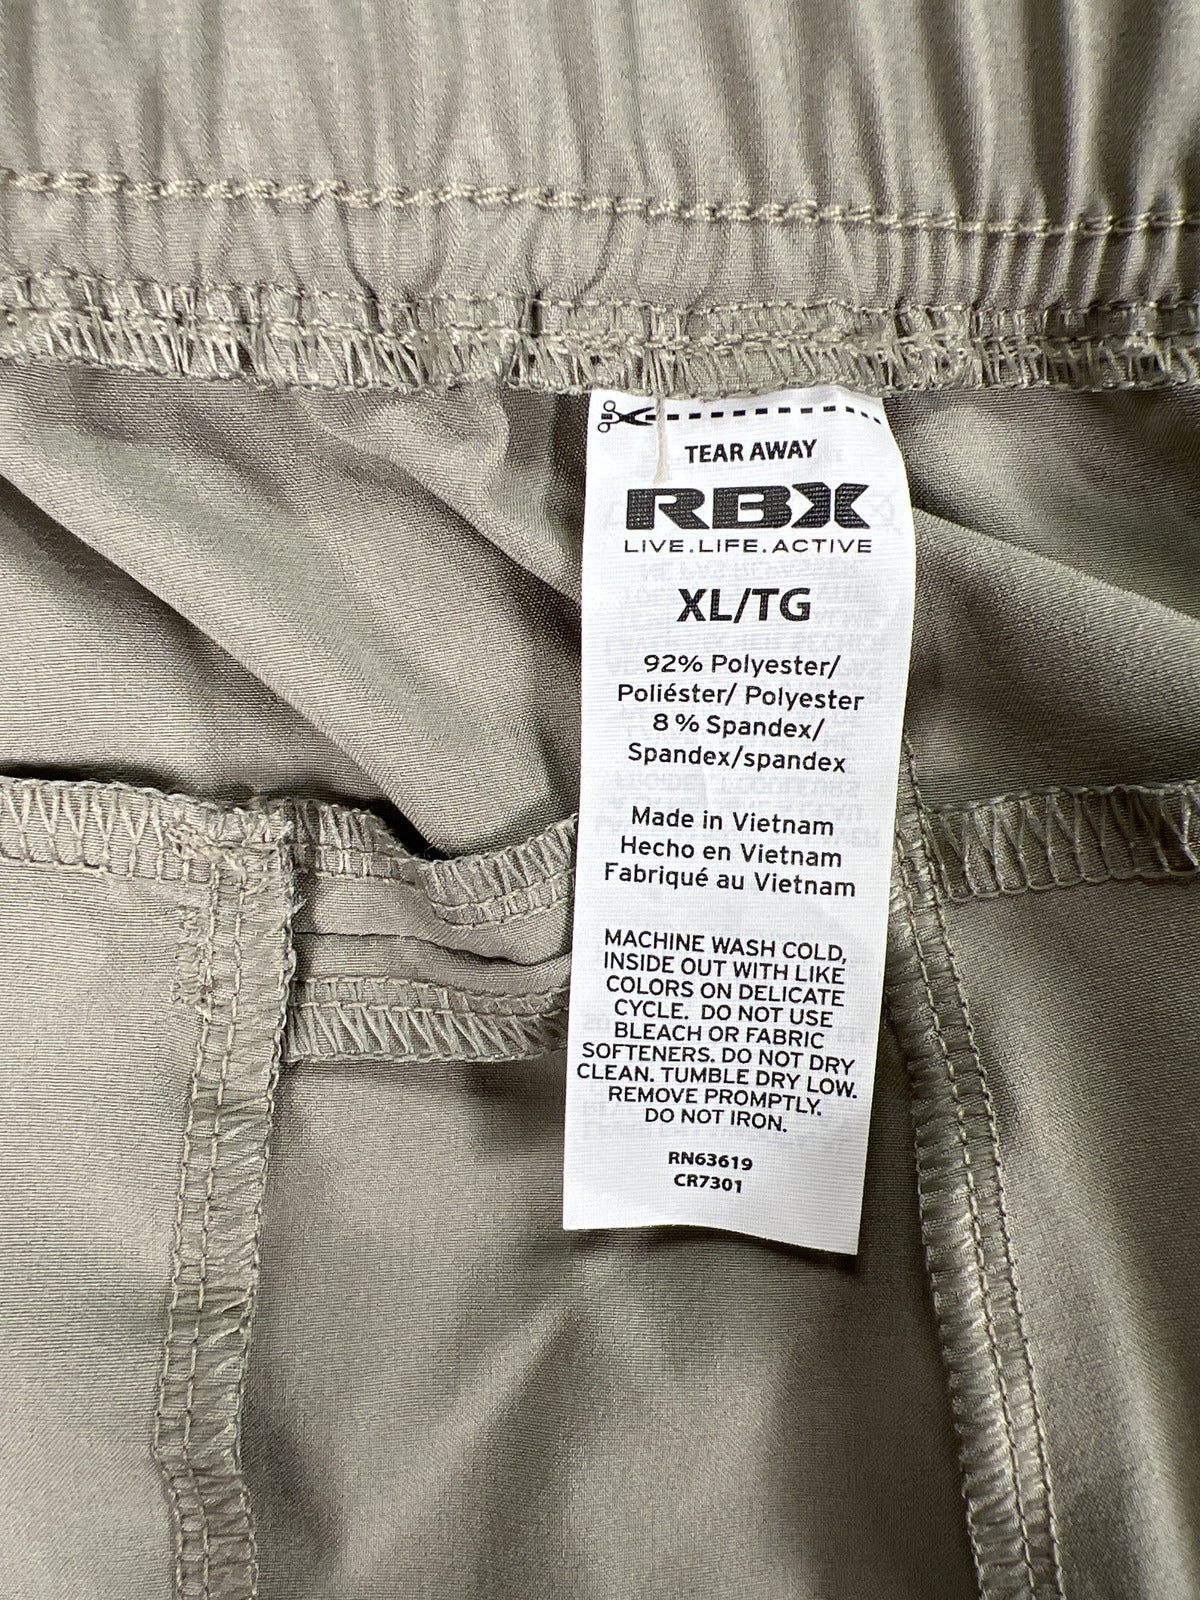 TEAR AWAY
RBX
LIVE.LIFE.ACTIVE
XL/TG
92% Polyester/
Poliéster/ Polyester
8 % Spandex/
Spandex/spandex
Made in Vietnam
Hecho en Vietnam
Fabriqué au Vietnam
MACHINE WASH COLD,
INSIDE OUT WITH LIKE
COLORS ON DELICATE
CYCLE. DO NOT USE
BLEACH OR FABRIC
SOFTENERS. DO NOT DRY
CLEAN. TUMBLE DRY LOW.
REMOVE PROMPTLY.
DO NOT IRON.
RN63619
CR7301